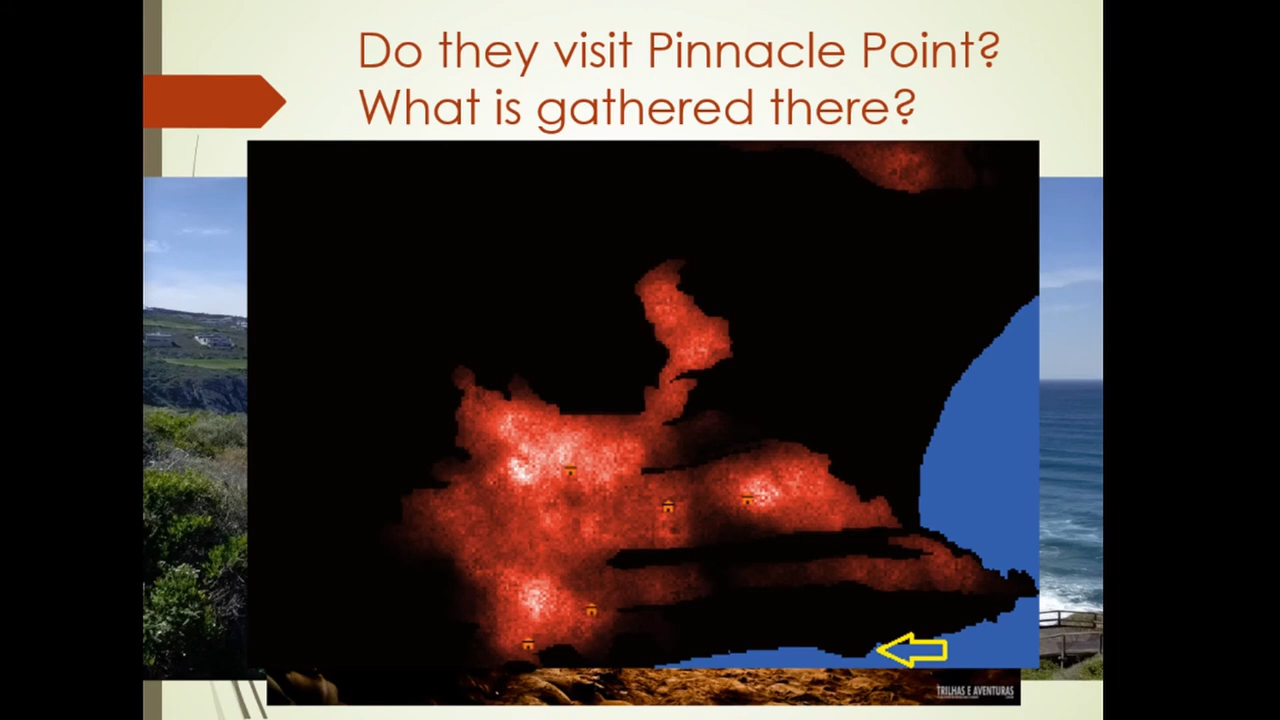 Do they visit Pinnacle Point?
What is gathered there?
TRILHAS E AVENTURAS